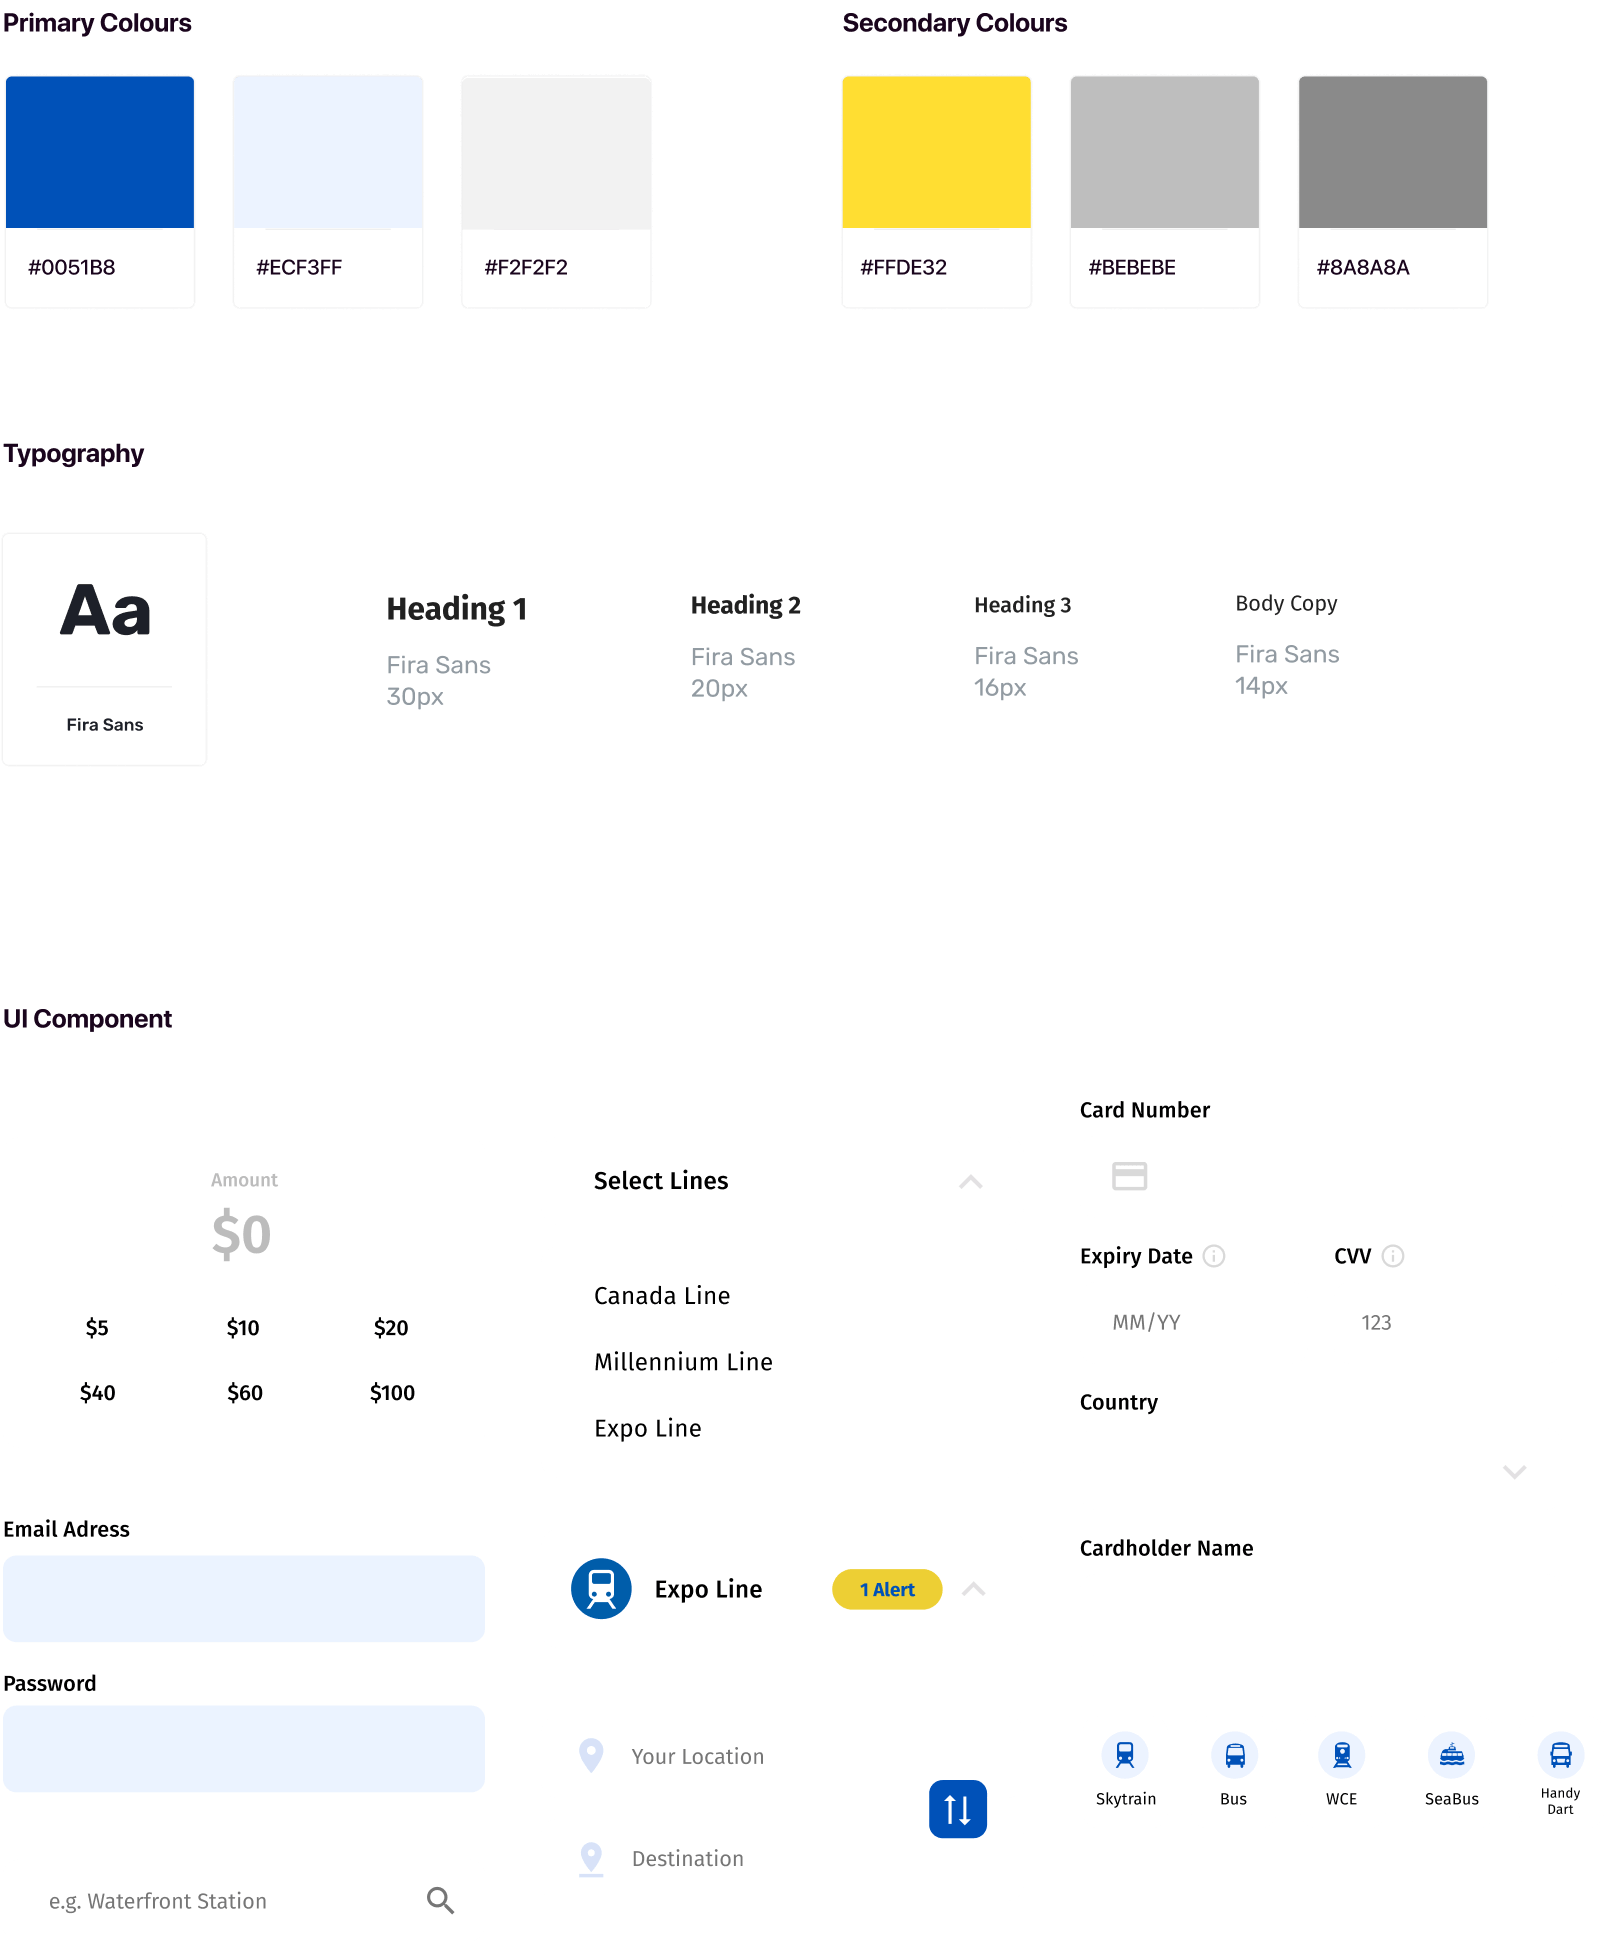 Primary Colours
Secondary Colours
#0051B8
#ECF3FF
#F2F2F2
#FFDE32
#BEBEBE
#8A8A8A
Typography
Aa
Fira Sans
Heading 1
Fira Sans
30px
Heading 2
Fira Sans
20px
Heading 3
Fira Sans
16px
Body Copy
Fira Sans
14px
UI Component
Amount
$0
$5
$10
$20
$40
$60
$100
Select Lines
Canada Line
Millennium Line
Expo Line
Card Number
Expiry Date
CVV
MM/YY
123
Country
Cardholder Name
Email Adress
Password
e.g. Waterfront Station
Expo Line
1 Alert
Your Location
Destination
Skytrain
Bus
WCE
SeaBus
Handy
Dart